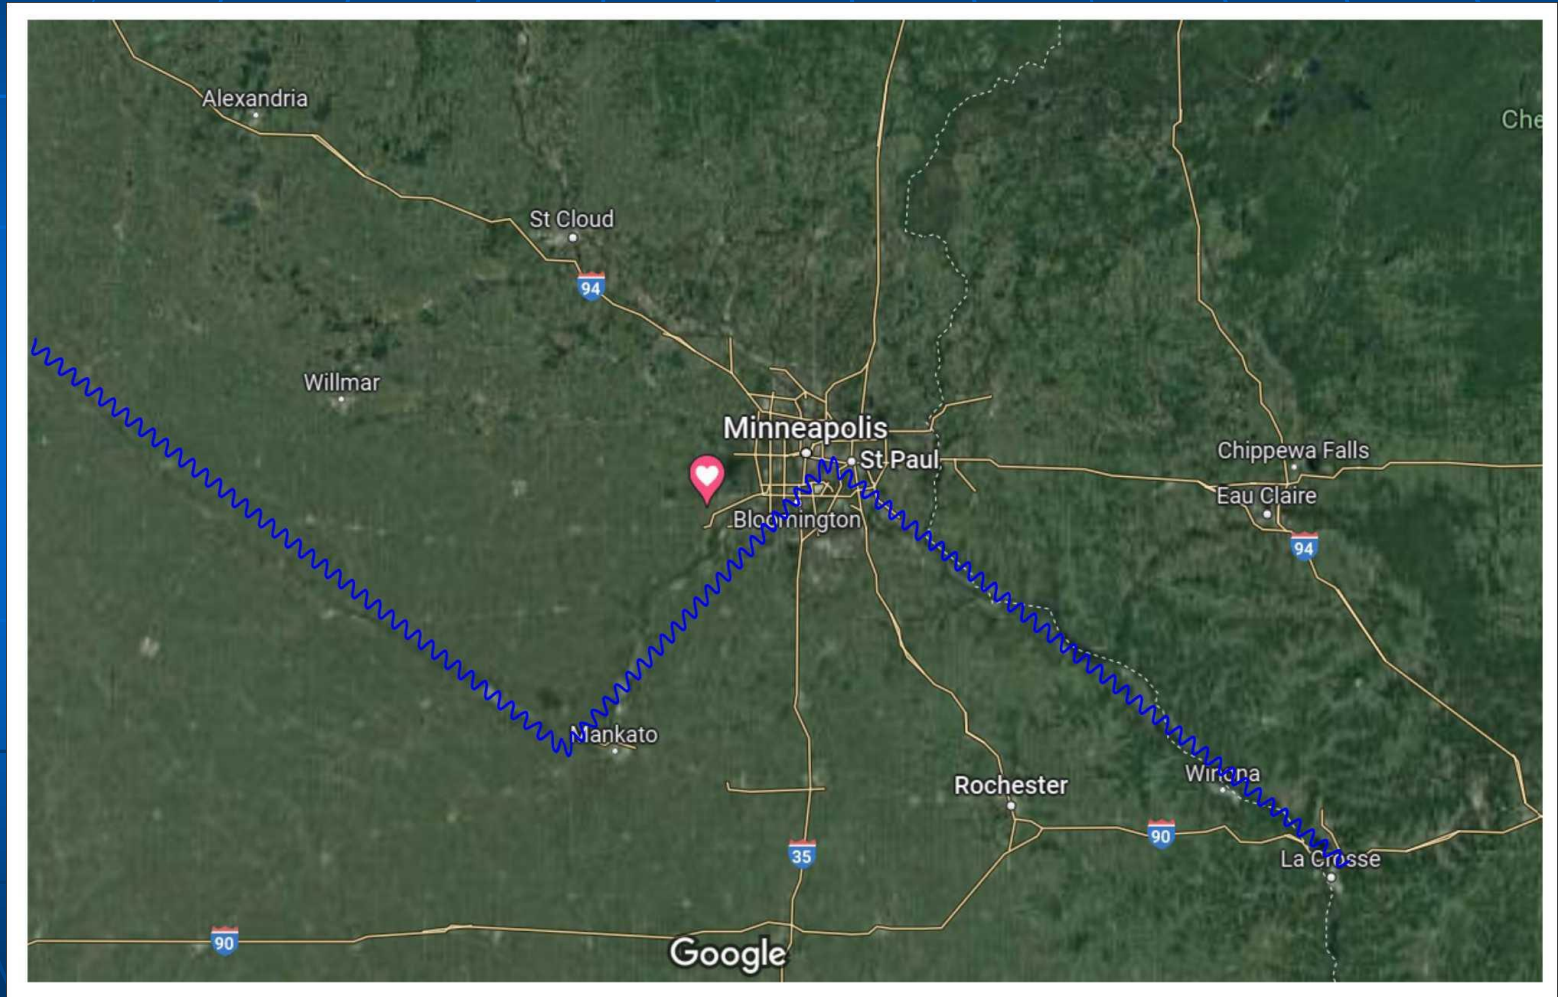 Alexandria
Che
St Cloud
94
Willmar
Minneapolis
St Paul
Chippewa Falls
Eau Claire
Bloomington
94
Mankato
Winona
Rochester
90
35
La Crosse
90
Google